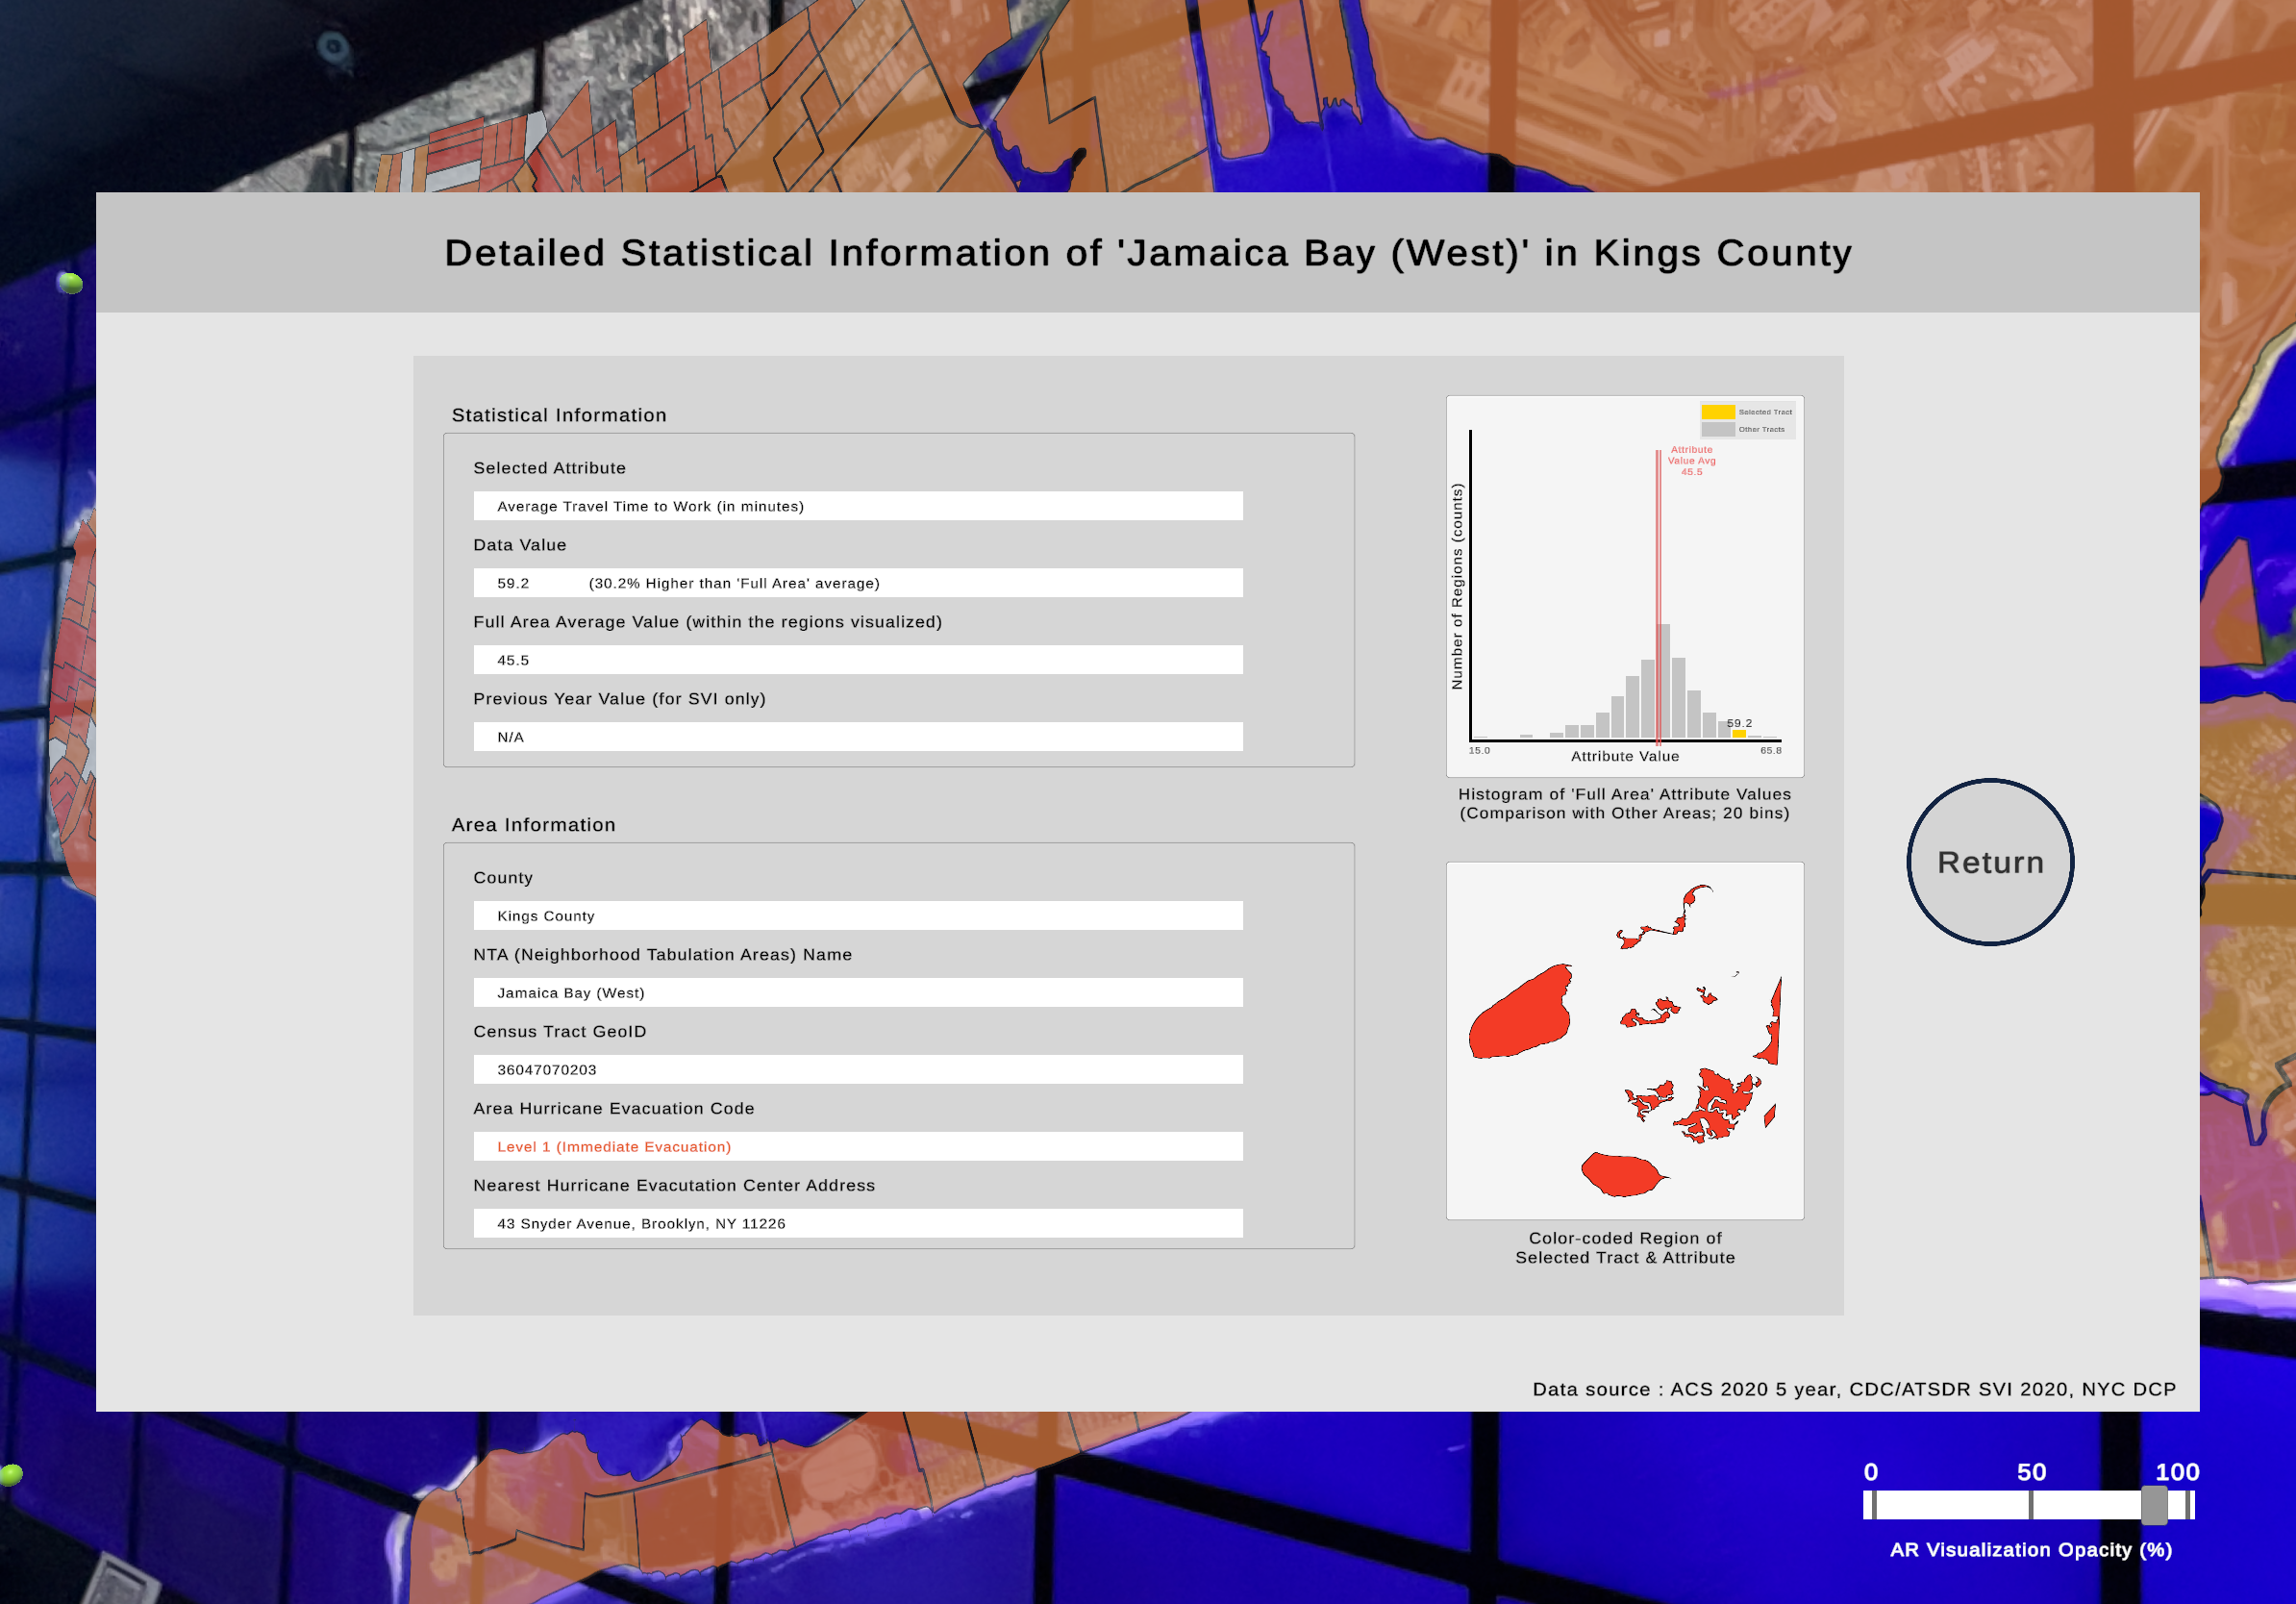 Detailed Statistical Information of 'Jamaica Bay (West)' in Kings County
Statistical Information
Selected Attribute
Average Travel Time to Work (in minutes)
Data Value
59.2 (30.2% Higher than 'Full Area' average)
Full Area Average Value (within the regions visualized)
45.5
Previous Year Value (for SVI only)
N/A
Area Information
County
Kings County
NTA (Neighborhood Tabulation Areas) Name
Jamaica Bay (West)
Census Tract GeoID
36047070203
Area Hurricane Evacuation Code
Level 1 (Immediate Evacuation)
Nearest Hurricane Evacutation Center Address
43 Snyder Avenue, Brooklyn, NY 11226
Selected Tract
Other Tracts
Attribute
Value Avg
45.5
Number of Regions (counts)
59.2
15.0
65.8
Attribute Value
Histogram of 'Full Area' Attribute Values
(Comparison with Other Areas; 20 bins)
Color-coded Region of
Selected Tract & Attribute
Return
Data source : ACS 2020 5 year, CDC/ATSDR SVI 2020, NYC DCP
0 50 100
AR Visualization Opacity (%)